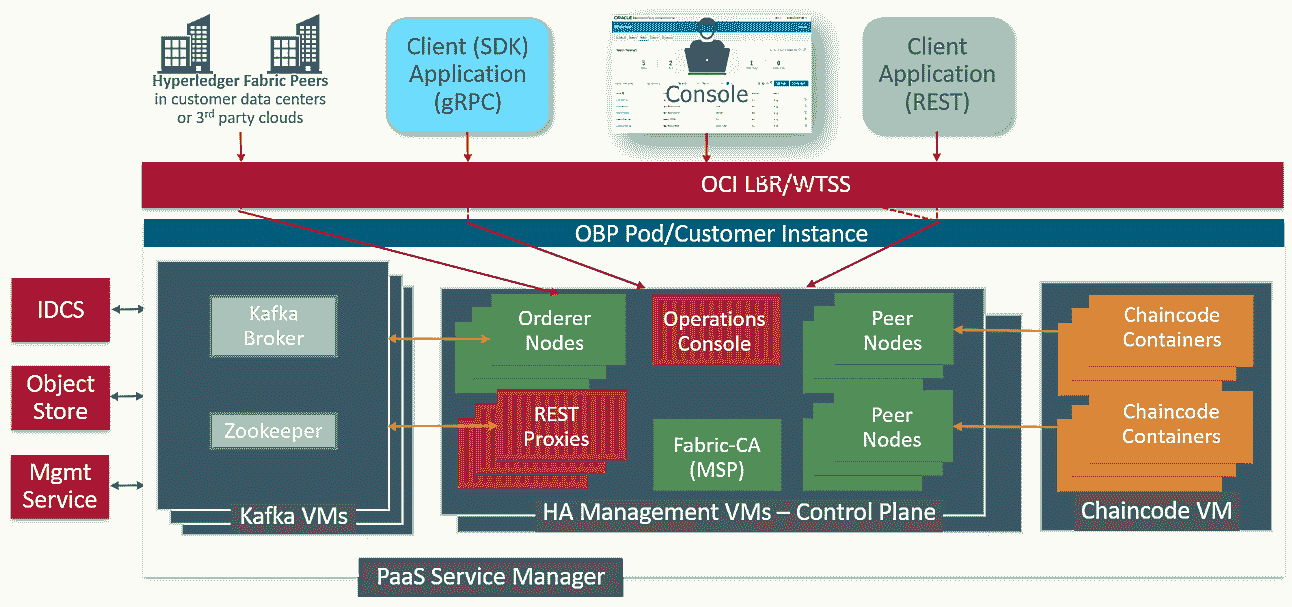 Hyperledger Fabric Peers
in customer data centers
or 3rd party clouds
Client (SDK)
Application
(gRPC)
ORACLE
Console
Client
Application
(REST)
OCI LBR/WTSS
OBP Pod/Customer Instance
IDCS
Object
Store
Mgmt
Service
Kafka
Broker
Zookeeper
Kafka VMs
Orderer
Nodes
REST
Proxies
Operations
Console
Fabric-CA
(MSP)
Peer
Nodes
Peer
Nodes
HA Management VMs – Control Plane
Chaincode
Containers
Chaincode
Containers
Chaincode VM
PaaS Service Manager